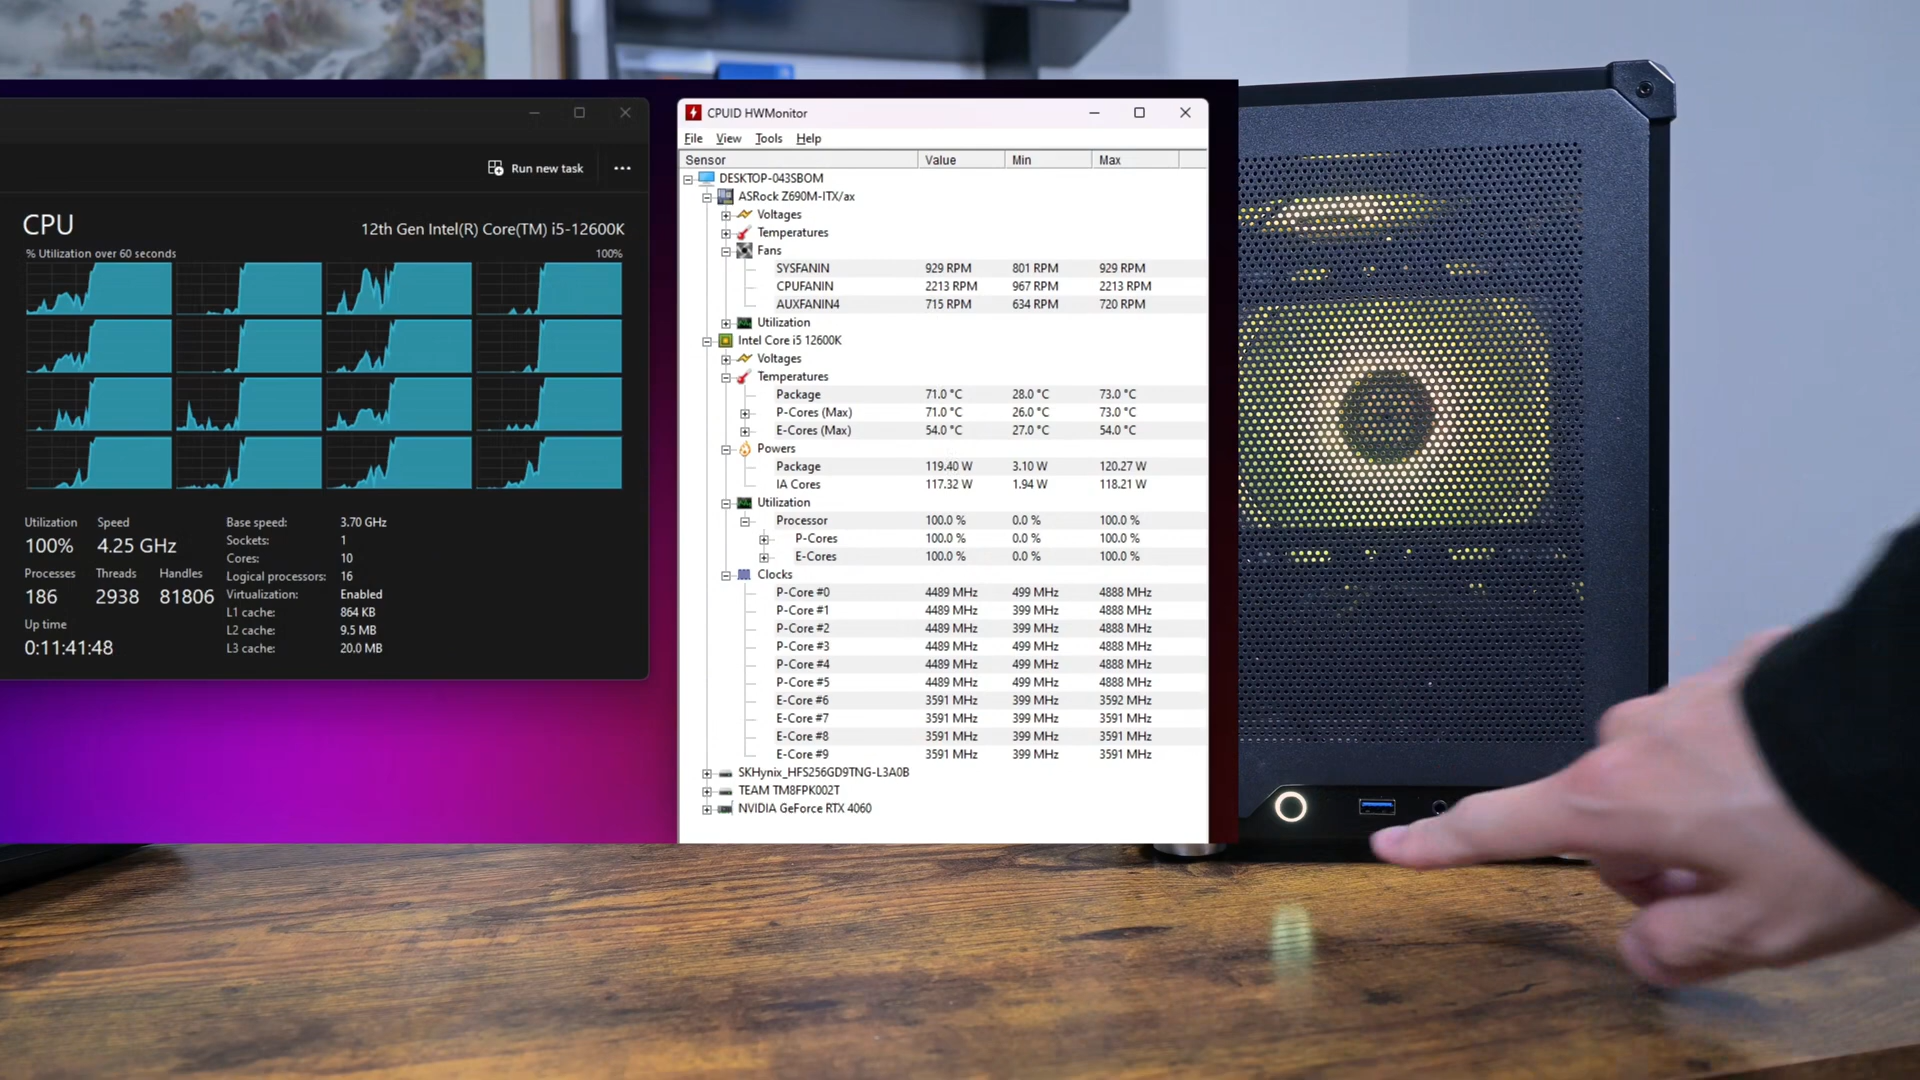 Run new task
CPU
12th Gen Intel(R) Core(TM) i5-12600K
% Utilization over 60 seconds
100%
Utilization
Speed
100%
4.25 GHz
Processes
Threads
Handles
186
2938
81806
Up time
0:11:41:48
Base speed: 3.70 GHz
Sockets: 1
Cores: 10
Logical processors: 16
Virtualization: Enabled
L1 cache: 864 KB
L2 cache: 9.5 MB
L3 cache: 20.0 MB
CPUID HWMonitor
File View Tools Help
Sensor Value Min Max
DESKTOP-043SBOM
ASRock Z690M-ITX/ax
Voltages
Temperatures
Fans
SYSFANIN 929 RPM 801 RPM 929 RPM
CPUFANIN 2213 RPM 967 RPM 2213 RPM
AUXFANIN4 715 RPM 634 RPM 720 RPM
Utilization
Intel Core i5 12600K
Voltages
Temperatures
Package 71.0 °C 28.0 °C 73.0 °C
P-Cores (Max) 71.0 °C 26.0 °C 73.0 °C
E-Cores (Max) 54.0 °C 27.0 °C 54.0 °C
Powers
Package 119.40 W 3.10 W 120.27 W
IA Cores 117.32 W 1.94 W 118.21 W
Utilization
Processor 100.0 % 0.0 % 100.0 %
P-Cores 100.0 % 0.0 % 100.0 %
E-Cores 100.0 % 0.0 % 100.0 %
Clocks
P-Core #0 4489 MHz 499 MHz 4888 MHz
P-Core #1 4489 MHz 399 MHz 4888 MHz
P-Core #2 4489 MHz 399 MHz 4888 MHz
P-Core #3 4489 MHz 499 MHz 4888 MHz
P-Core #4 4489 MHz 499 MHz 4888 MHz
P-Core #5 4489 MHz 499 MHz 4888 MHz
E-Core #6 3591 MHz 399 MHz 3592 MHz
E-Core #7 3591 MHz 399 MHz 3591 MHz
E-Core #8 3591 MHz 399 MHz 3591 MHz
E-Core #9 3591 MHz 399 MHz 3591 MHz
SKHynix_HFS256GD9TNG-L3A0B
TEAM TM8FPK002T
NVIDIA GeForce RTX 4060